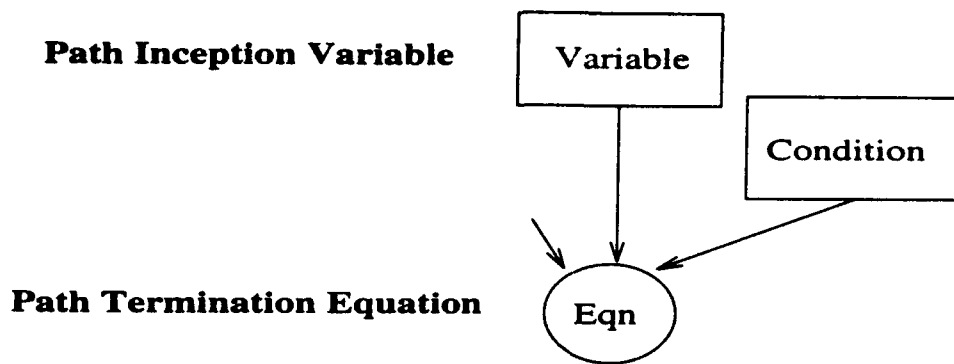 Path Inception Variable
Variable
Condition
Path Termination Equation
Eqn